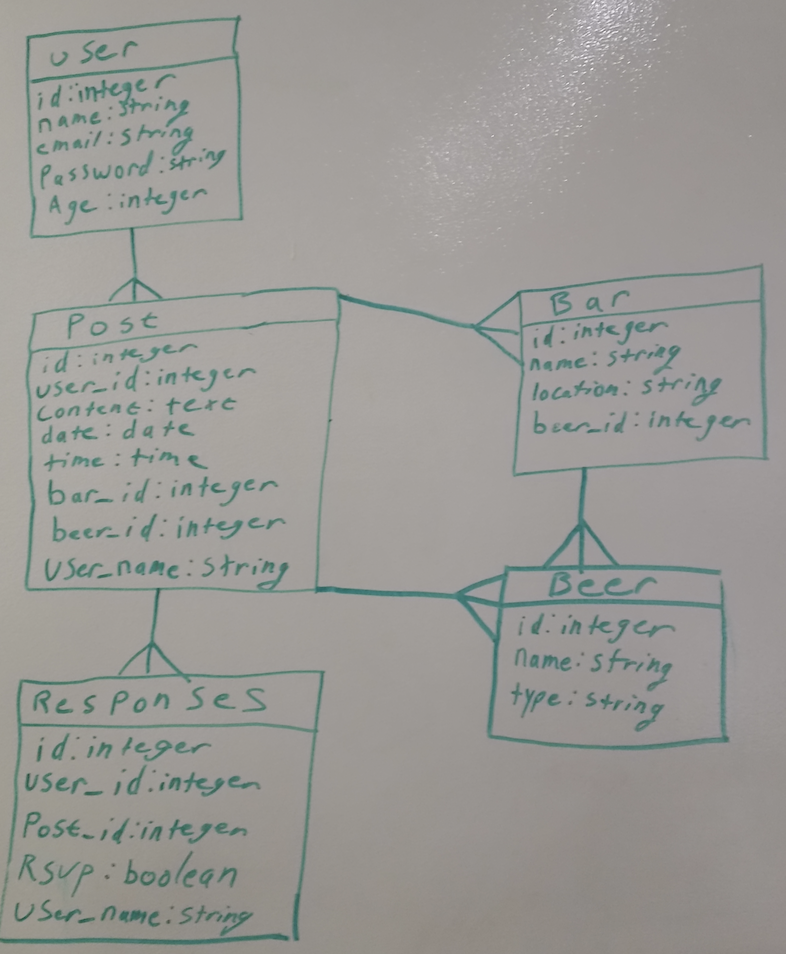 User
id:integer
name:string
email:string
Password:string
Age:integer
Post
id:integer
user_id:integer
content:text
date:date
time:time
bar_id:integer
beer_id:integer
User_name:string
Bar
id:integer
name:string
location:string
beer_id:integer
Beer
id:integer
name:string
type:string
Responses
id:integer
user_id:integer
Post_id:integer
RSVP:boolean
User_name:string